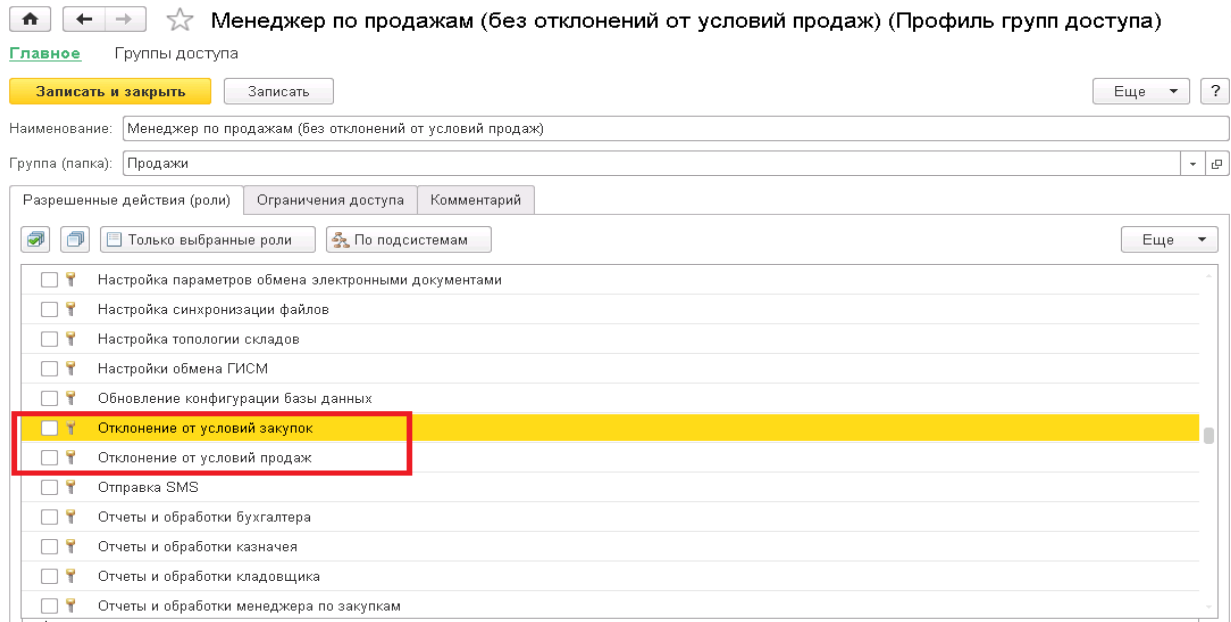 Менеджер по продажам (без отклонений от условий продаж) (Профиль групп доступа)
Главное Группы доступа
Записать и закрыть Записать Еще ?
Наименование: Менеджер по продажам (без отклонений от условий продаж)
Группа (папка): Продажи
Разрешенные действия (роли) Ограничения доступа Комментарий
Только выбранные роли По подсистемам Еще
Настройка параметров обмена электронными документами
Настройка синхронизации файлов
Настройка топологии складов
Настройки обмена ГИСМ
Обновление конфигурации базы данных
Отклонение от условий закупок
Отклонение от условий продаж
Отправка SMS
Отчеты и обработки бухгалтера
Отчеты и обработки казначея
Отчеты и обработки кладовщика
Отчеты и обработки менеджера по закупкам